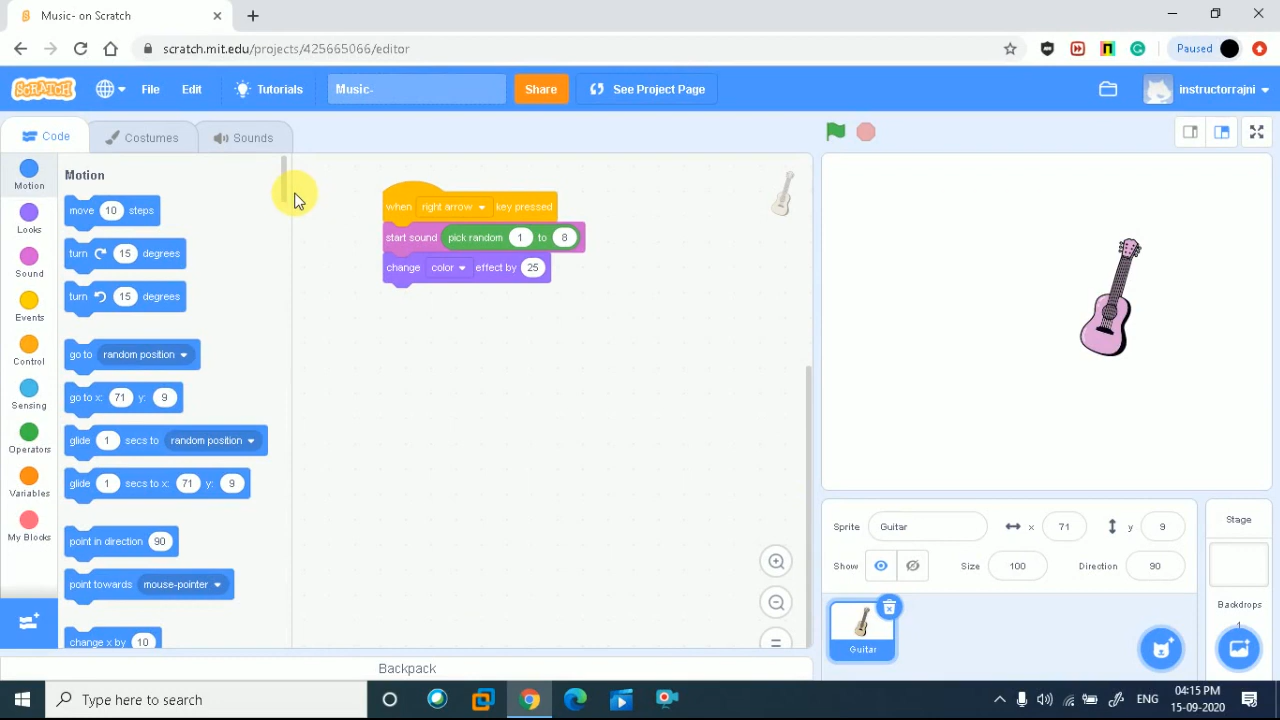 Music- on Scratch
scratch.mit.edu/projects/425665066/editor
Paused
SCRATCH
File
Edit
Tutorials
Music-
Share
See Project Page
instructorrajni
Code
Costumes
Sounds
Motion
Looks
Sound
Events
Control
Sensing
Operators
Variables
My Blocks
Motion
move 10 steps
turn 15 degrees
turn 15 degrees
go to random position
go to x: 71 y: 9
glide 1 secs to random position
glide 1 secs to x: 71 y: 9
point in direction 90
point towards mouse-pointer
change x by 10
when right arrow key pressed
start sound pick random 1 to 8
change color effect by 25
Backpack
Sprite Guitar x 71 y 9
Show Size 100 Direction 90
Guitar
Stage
Backdrops
1
Type here to search
ENG
04:15 PM
15-09-2020